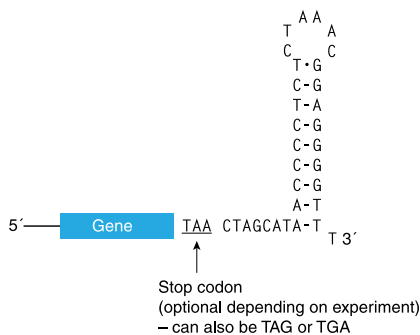 A A
T A
C C
T•G
C-G
T-A
C-G
C-G
C-G
C-G
A-T
5´ Gene TAA CTAGCATA-T T 3´
Stop codon
(optional depending on experiment)
– can also be TAG or TGA